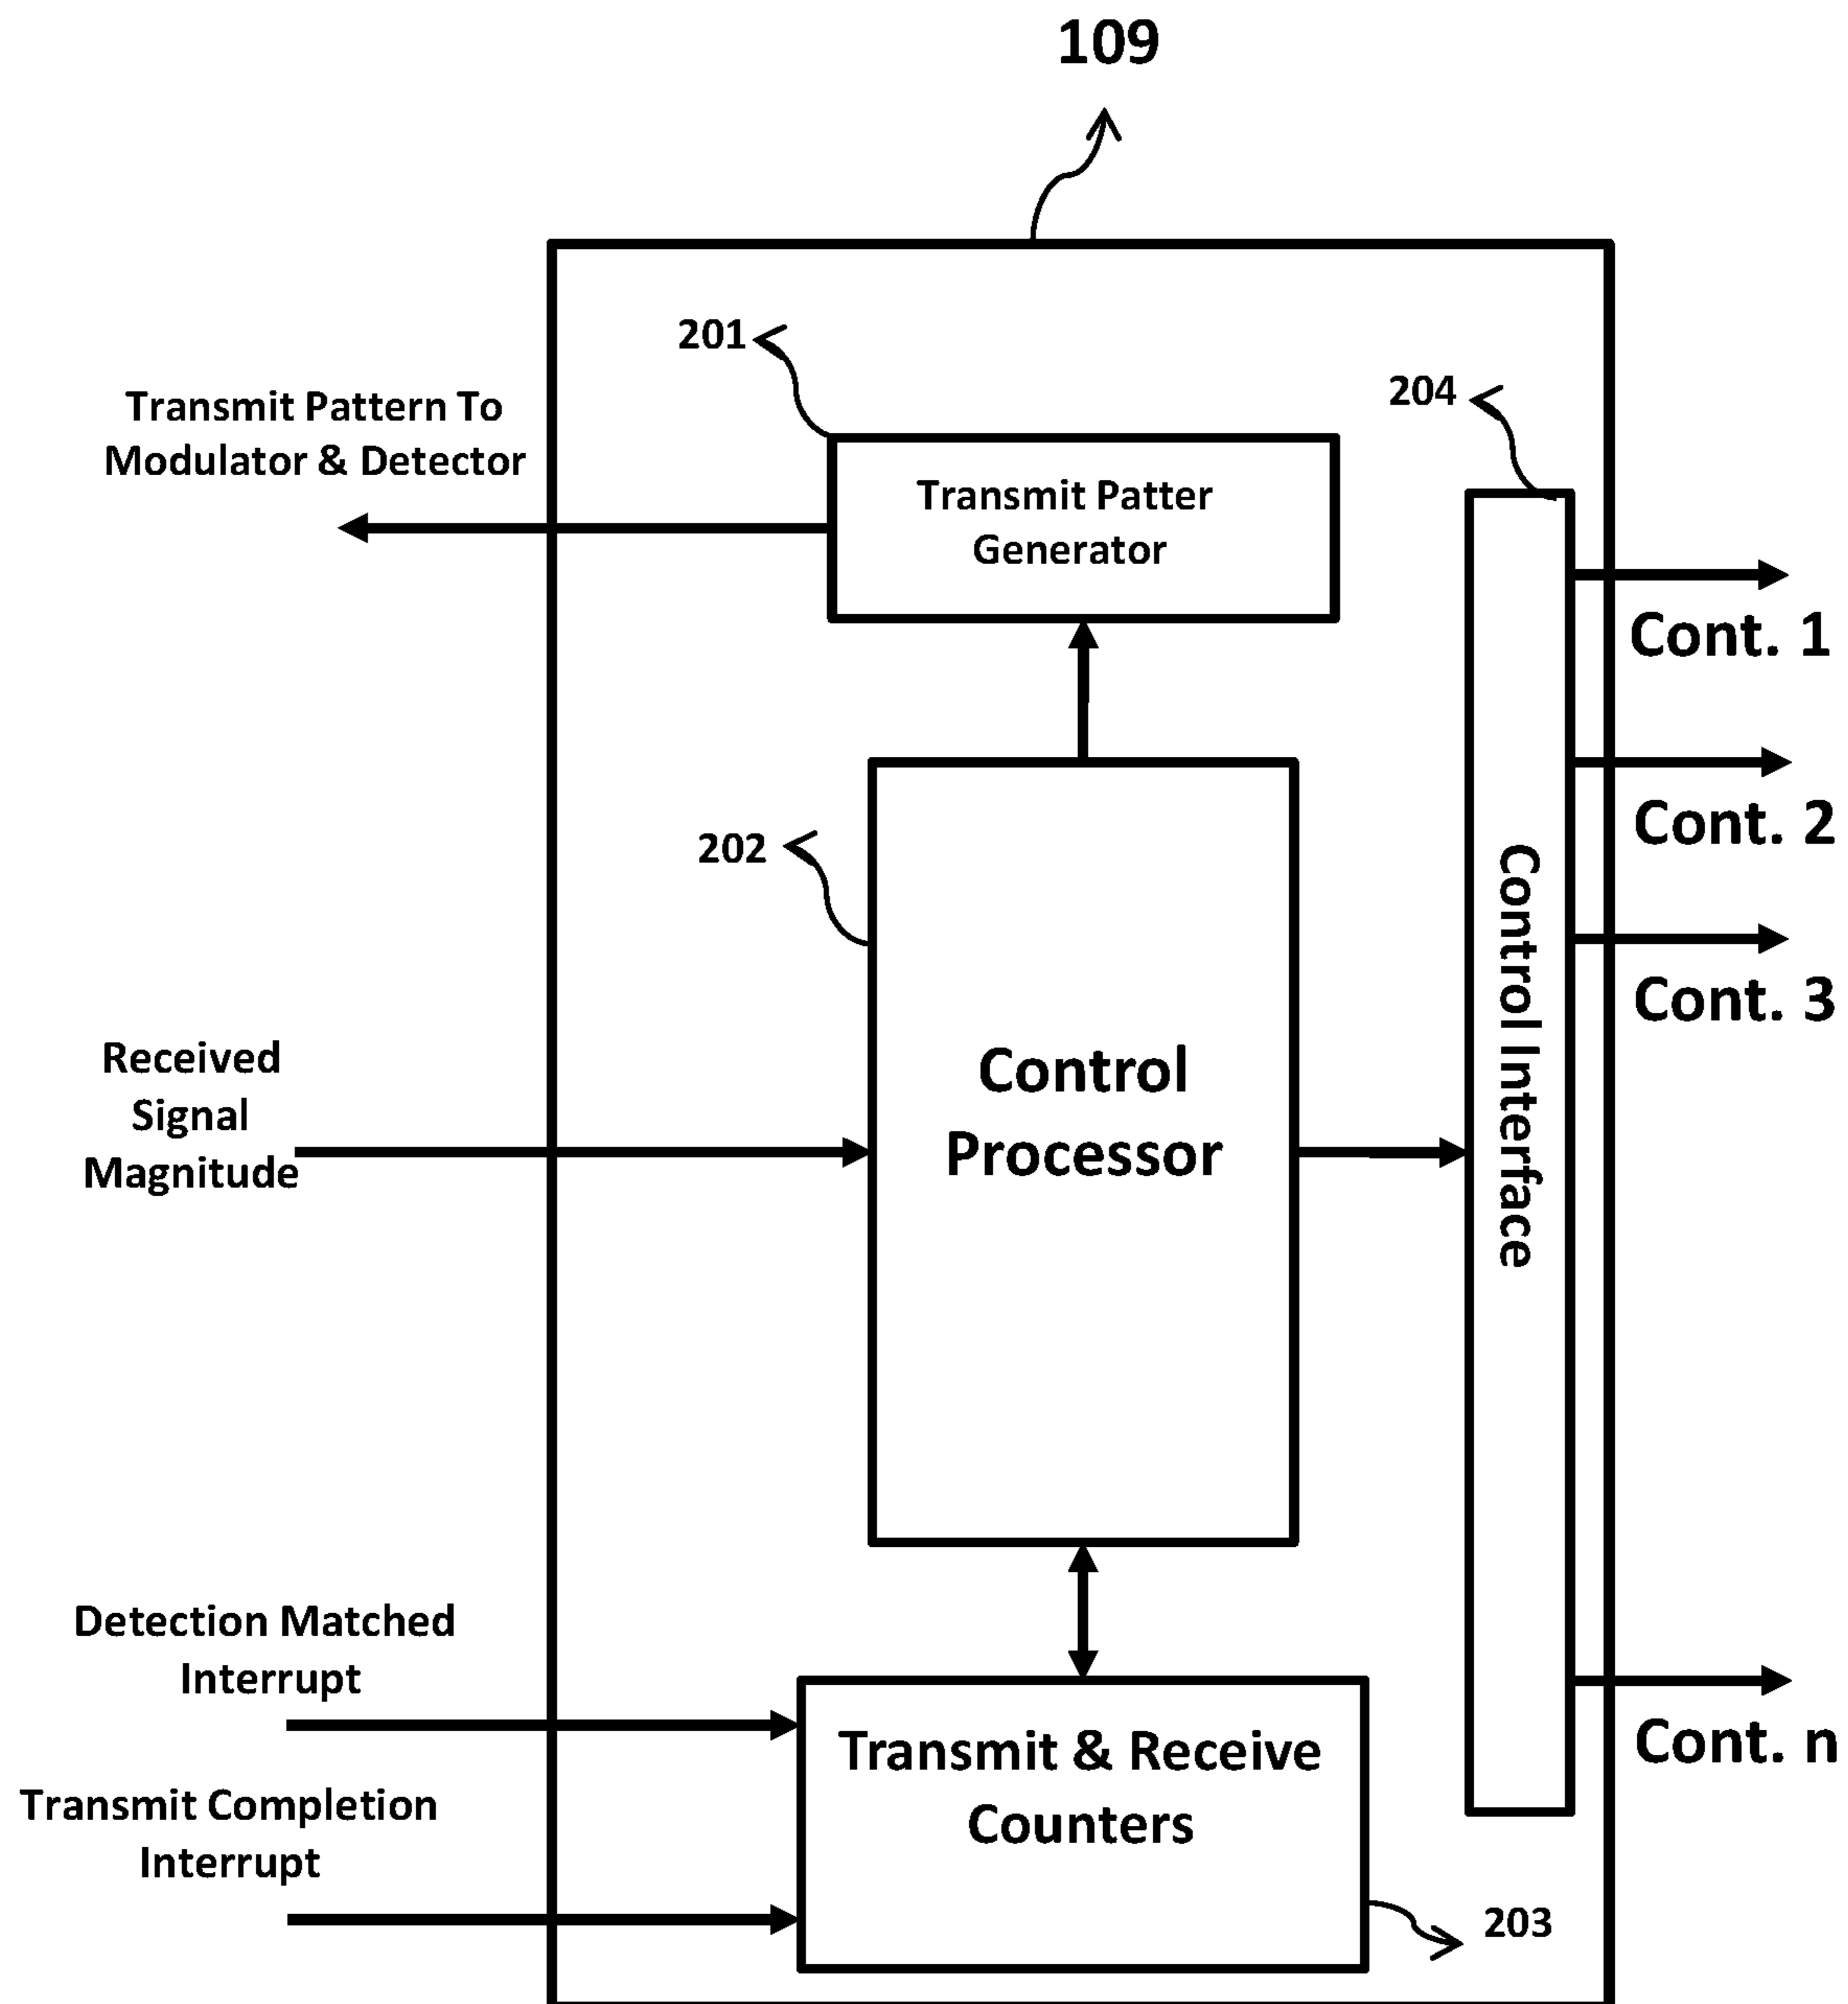 109
201
204
Transmit Pattern To
Modulator & Detector
Transmit Patter
Generator
Cont. 1
Cont. 2
202
Control Interface
Cont. 3
Received
Signal
Magnitude
Control
Processor
Detection Matched
Interrupt
Transmit & Receive
Counters
Cont. n
Transmit Completion
Interrupt
203